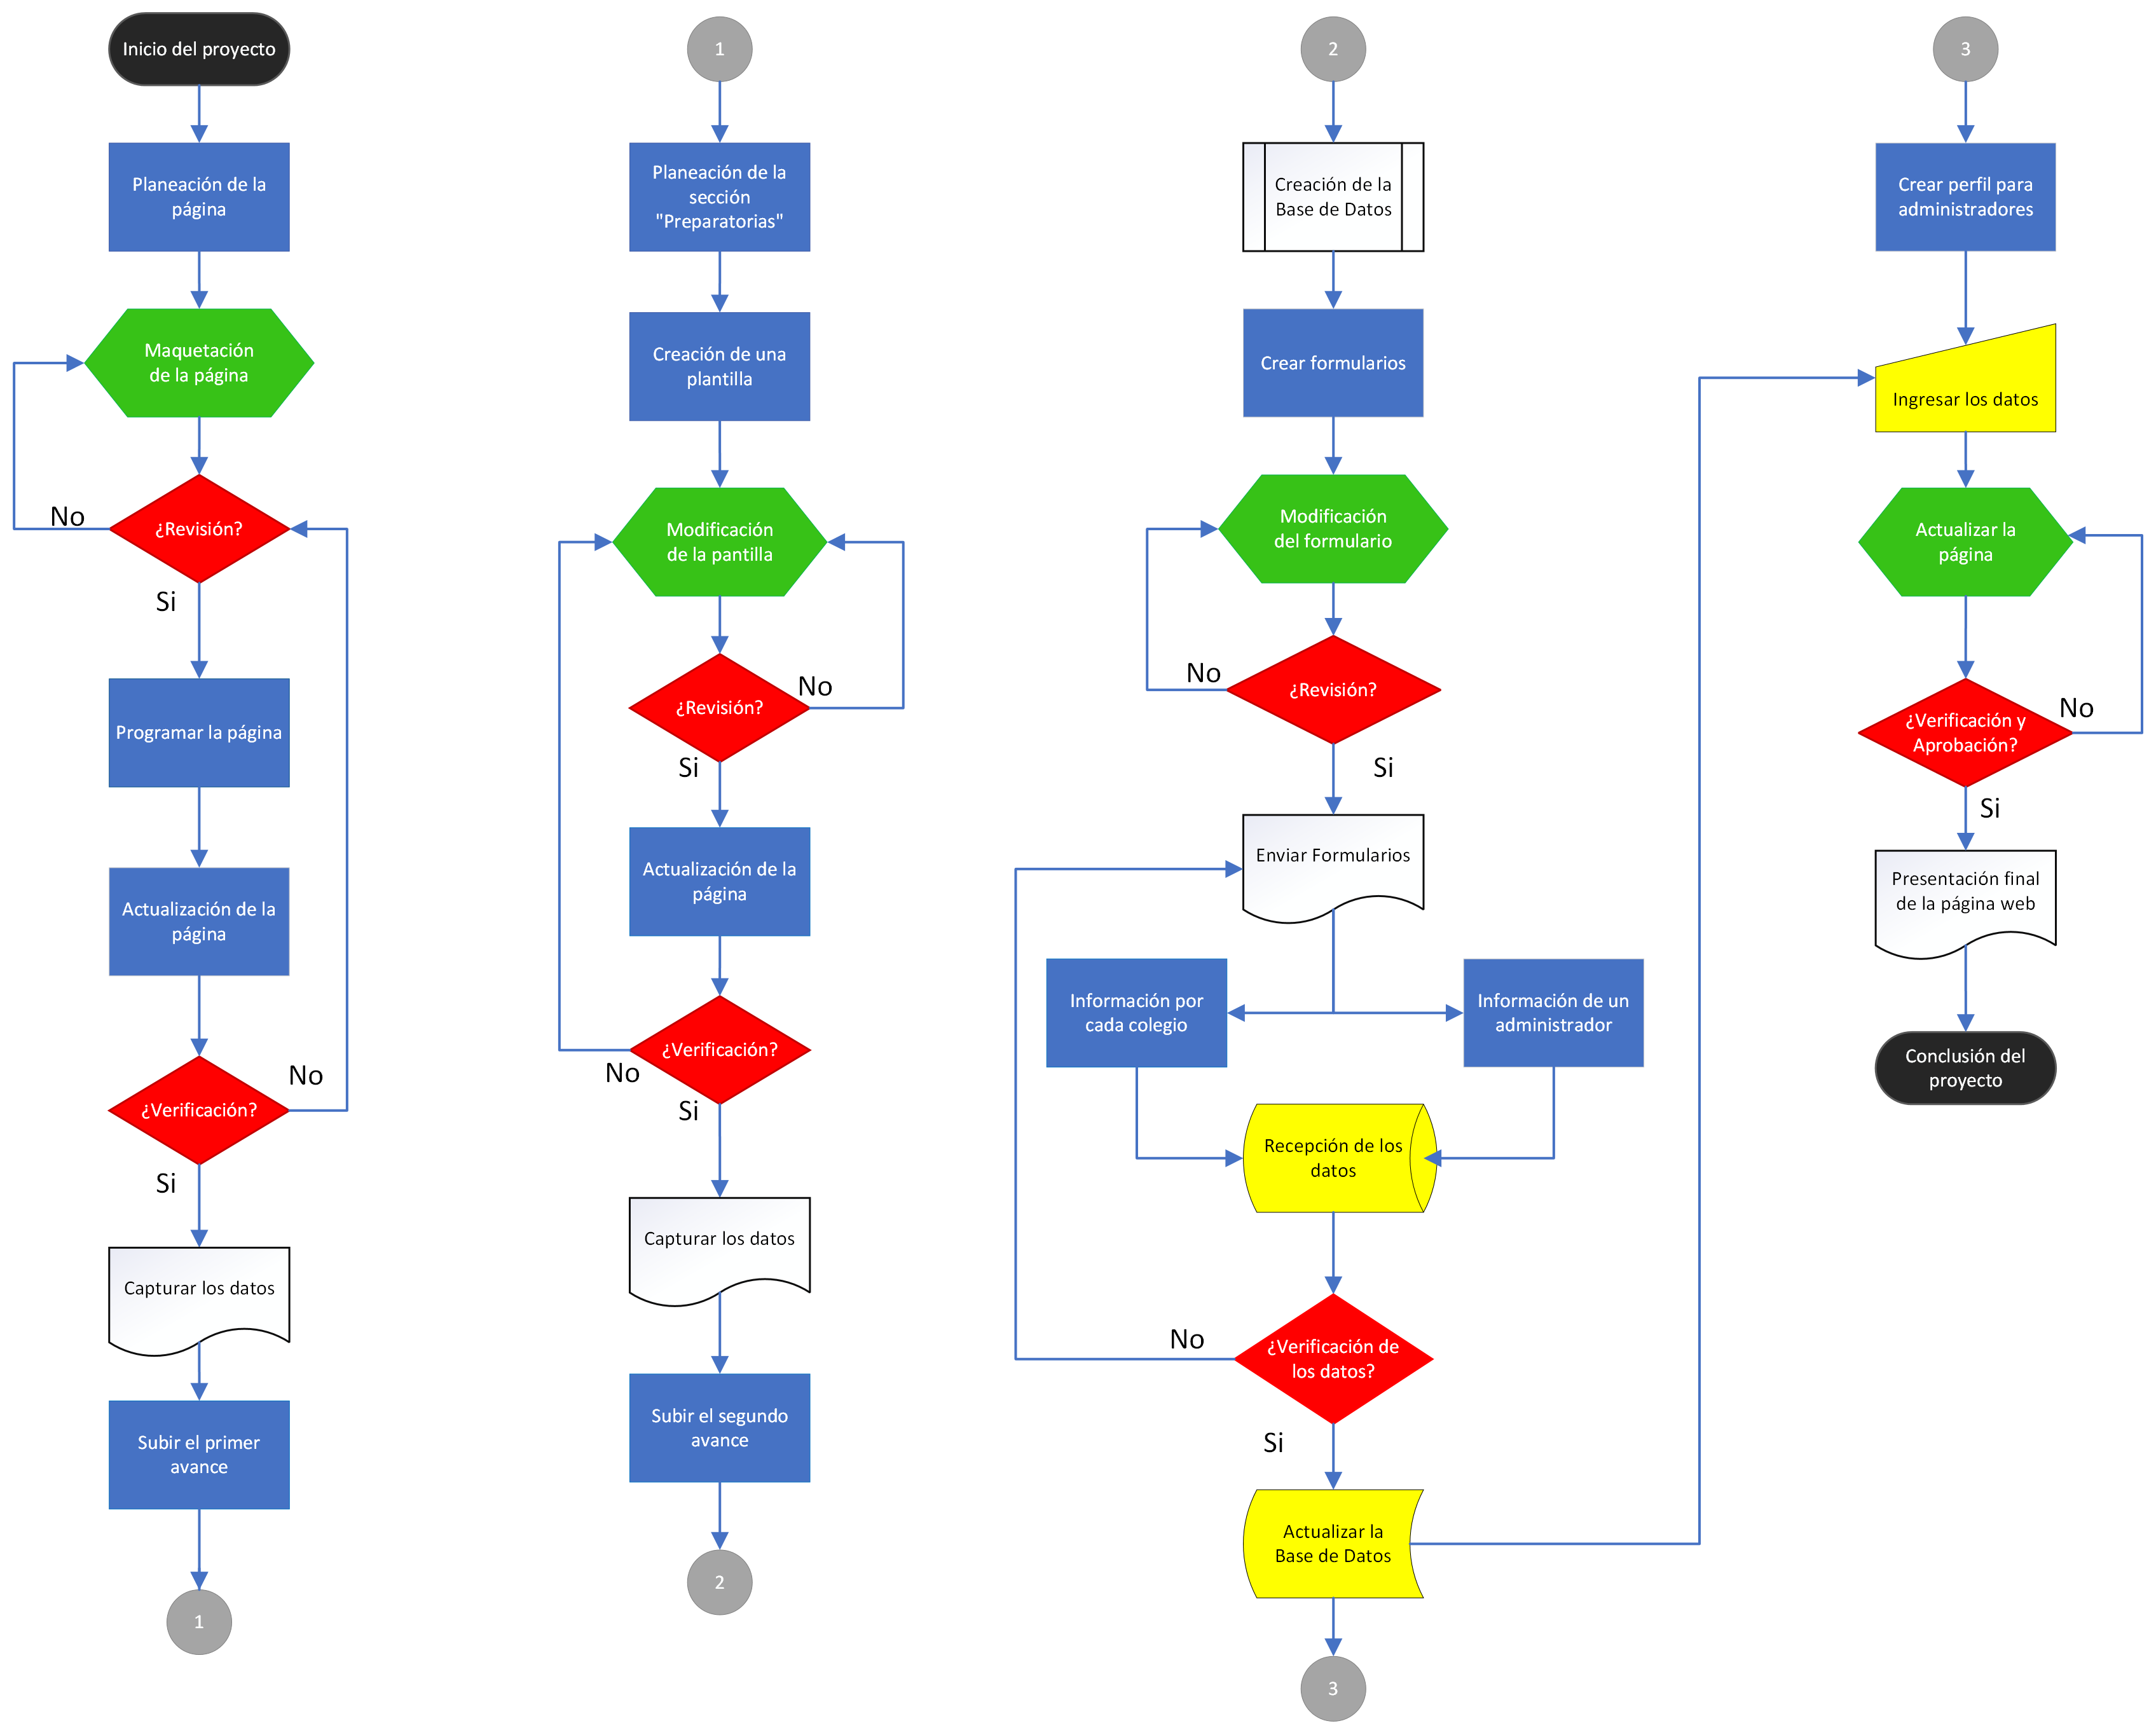 Inicio del proyecto
Planeación de la
página
Maquetación
de la página
No
¿Revisión?
Si
Programar la página
Actualización de la
página
No
¿Verificación?
Si
Capturar los datos
Subir el primer
avance
1
1
Planeación de la
sección
"Preparatorias"
Creación de una
plantilla
Modificación
de la pantilla
No
¿Revisión?
Si
Actualización de la
página
¿Verificación?
No
Si
Capturar los datos
Subir el segundo
avance
2
2
Creación de la
Base de Datos
Crear formularios
Modificación
del formulario
No
¿Revisión?
Si
Enviar Formularios
Información por
cada colegio
Información de un
administrador
Recepción de los
datos
No
¿Verificación de
los datos?
Si
Actualizar la
Base de Datos
3
3
Crear perfil para
administradores
Ingresar los datos
Actualizar la
página
No
¿Verificación y
Aprobación?
Si
Presentación final
de la página web
Conclusión del
proyecto